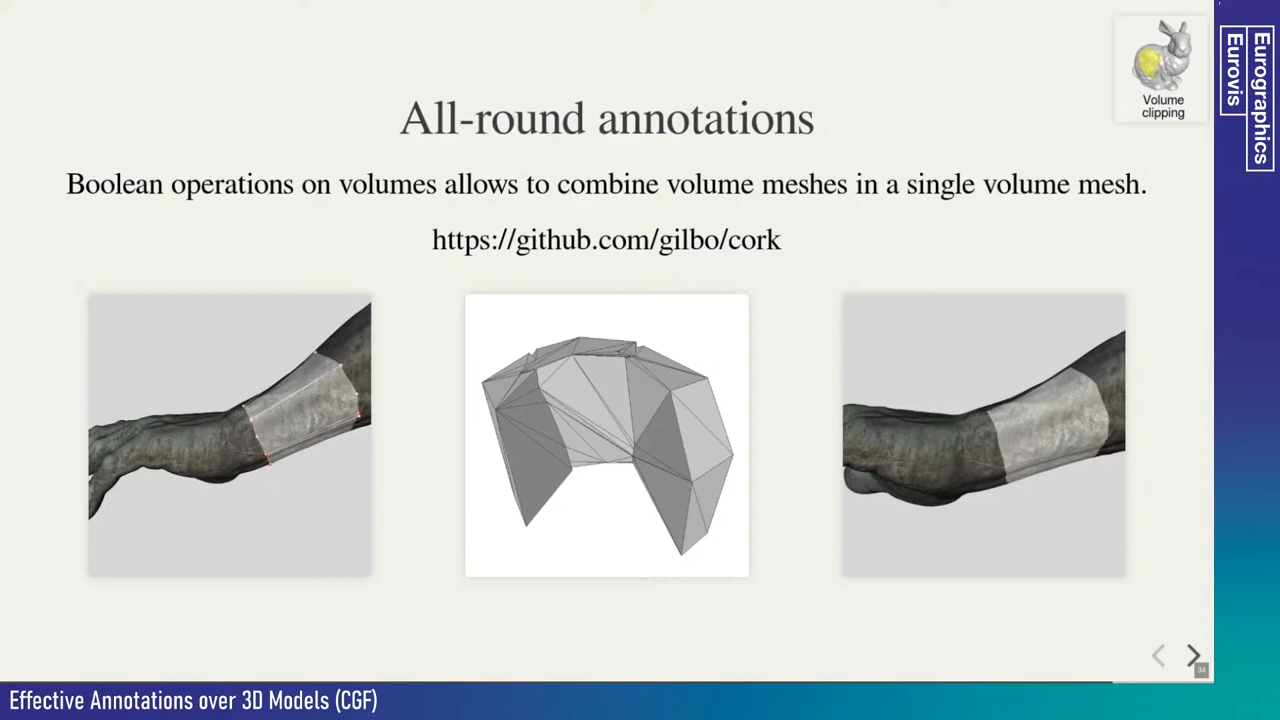 Volume
clipping
Eurographics
Eurovis
All-round annotations
Boolean operations on volumes allows to combine volume meshes in a single volume mesh.
https://github.com/gilbo/cork
34
Effective Annotations over 3D Models (CGF)